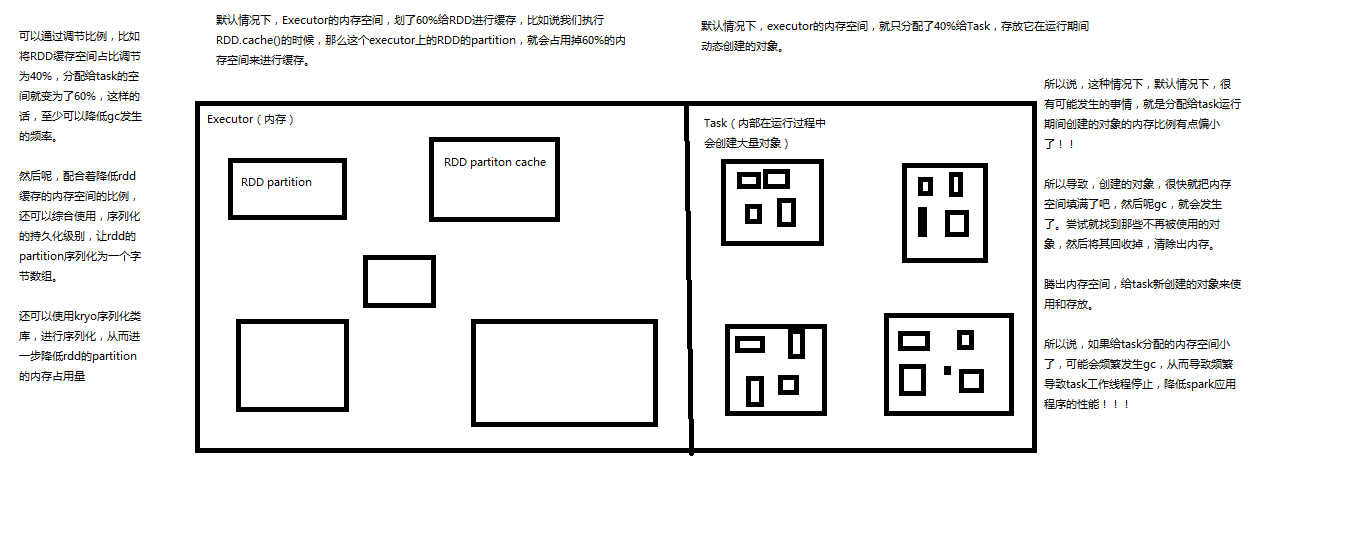 可以通过调节比例，比如
将RDD缓存空间占比调节
为40%，分配给task的空
间就变为了60%，这样的
话，至少可以降低gc发生
的频率。
然后呢，配合着降低rdd
缓存的内存空间的比例，
还可以综合使用，序列化
的持久化级别，让rdd的
partition序列化为一个字
节数组。
还可以使用kryo序列化类
库，进行序列化，从而进
一步降低rdd的partition
的内存占用量
默认情况下，Executor的内存空间，划了60%给RDD进行缓存，比如说我们执行
RDD.cache()的时候，那么这个executor上的RDD的partition，就会占用掉60%的内
存空间来进行缓存。
默认情况下，executor的内存空间，就只分配了40%给Task，存放它在运行期间
动态创建的对象。
Executor（内存）
RDD partition
RDD partiton cache
Task（内部在运行过程中
会创建大量对象）
所以说，这种情况下，默认情况下，很
有可能发生的事情，就是分配给task运行
期间创建的对象的内存比例有点偏小
了！！
所以导致，创建的对象，很快就把内存
空间填满了吧，然后呢gc，就会发生
了。尝试就找到那些不再被使用的对
象，然后将其回收掉，清除出内存。
腾出内存空间，给task新创建的对象来使
用和存放。
所以说，如果给task分配的内存空间小
了，可能会频繁发生gc，从而导致频繁
导致task工作线程停止，降低spark应用
程序的性能！！！